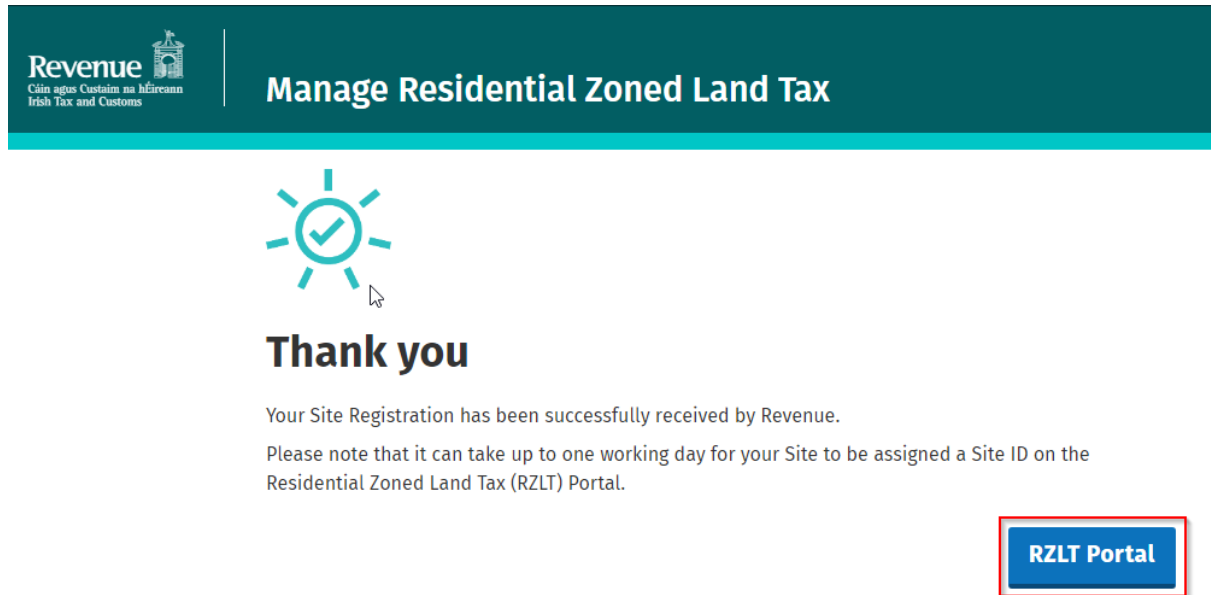 Revenue
Cáin agus Custaim na hÉireann
Irish Tax and Customs
Manage Residential Zoned Land Tax
Thank you
Your Site Registration has been successfully received by Revenue.
Please note that it can take up to one working day for your Site to be assigned a Site ID on the
Residential Zoned Land Tax (RZLT) Portal.
RZLT Portal